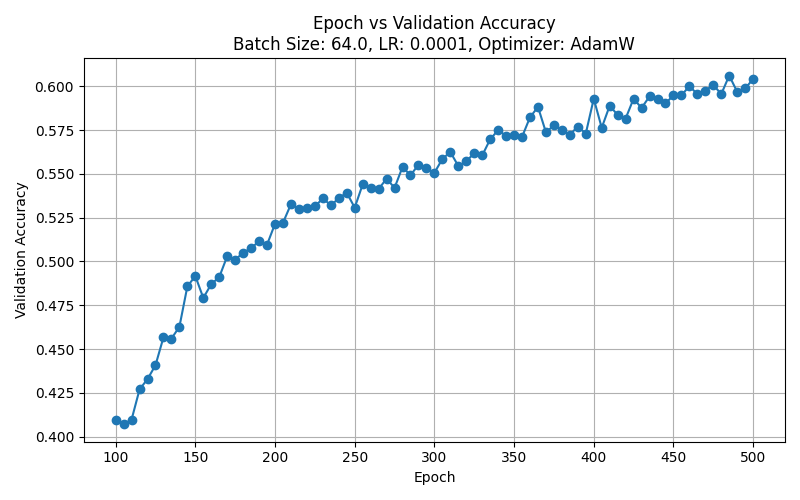 Epoch vs Validation Accuracy
Batch Size: 64.0, LR: 0.0001, Optimizer: AdamW
0.600
0.575
0.550
0.525
0.500
0.475
0.450
0.425
0.400
Validation Accuracy
100 150 200 250 300 350 400 450 500
Epoch